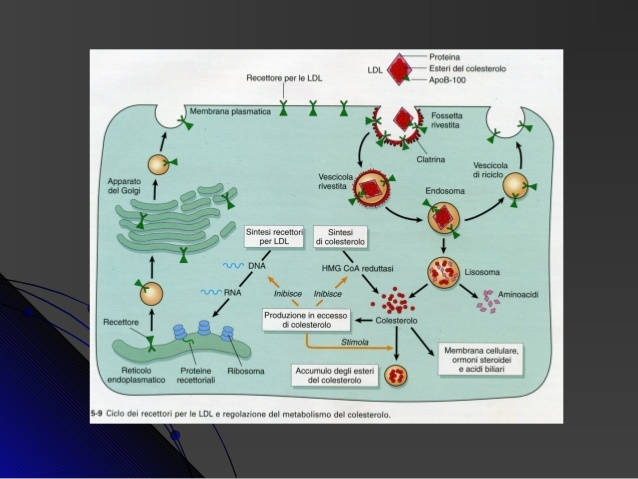 Proteina
LDL
Esteri del colesterolo
ApoB-100
Recettore per le LDL
Membrana plasmatica
Fossetta
rivestita
Clatrina
Vescicola
rivestita
Vescicola
di riciclo
Endosoma
Apparato
del Golgi
Sintesi recettori
per LDL
Sintesi
di colesterolo
DNA
HMG CoA reduttasi
Lisosoma
RNA
Inibisce
Inibisce
Aminoacidi
Produzione in eccesso
di colesterolo
Colesterolo
Recettore
Stimola
Membrana cellulare,
ormoni steroidei
e acidi biliari
Reticolo
endoplasmatico
Proteine
recettoriali
Ribosoma
Accumulo degli esteri
del colesterolo
5-9 Ciclo dei recettori per le LDL e regolazione del metabolismo del colesterolo.